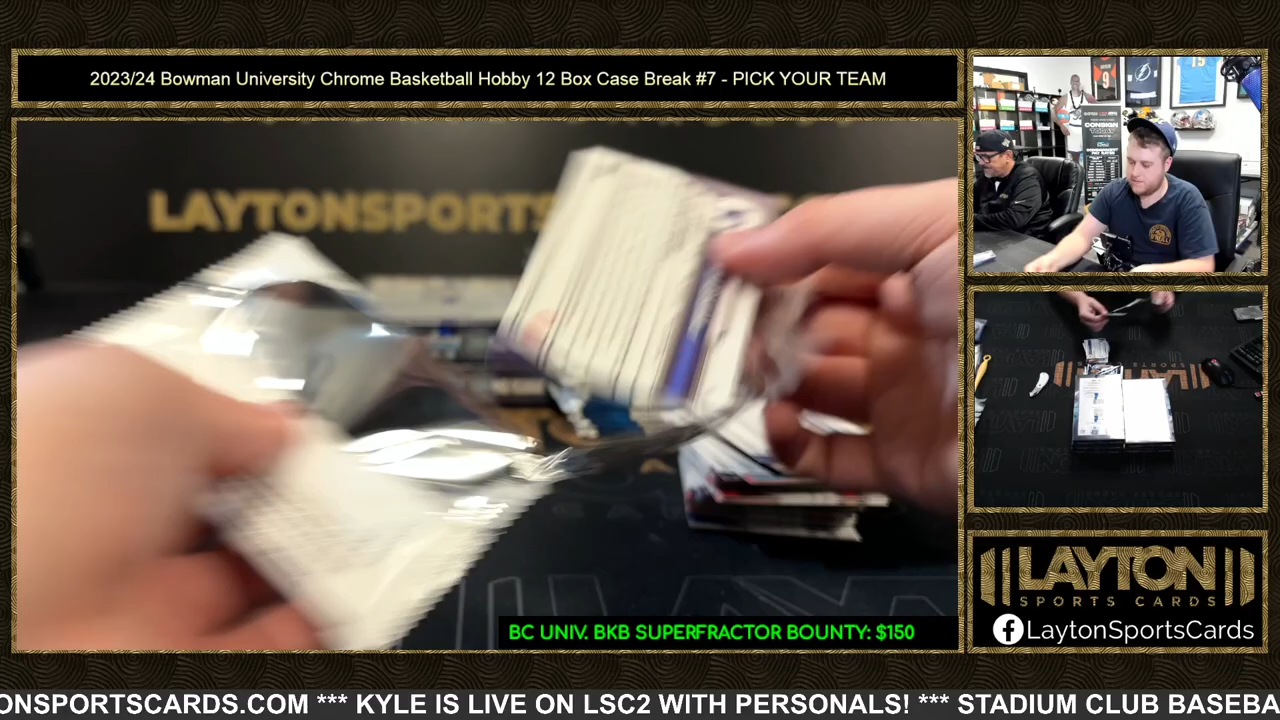 2023/24 Bowman University Chrome Basketball Hobby 12 Box Case Break #7 - PICK YOUR TEAM
LAYTONSPORTS
CONSIGN
BC UNIV. BKB SUPERFRACTOR BOUNTY: $150
LAYTON
SPORTS CARDS
LaytonSportsCards
ONSPORTSCARDS.COM *** KYLE IS LIVE ON LSC2 WITH PERSONALS! *** STADIUM CLUB BASEBA